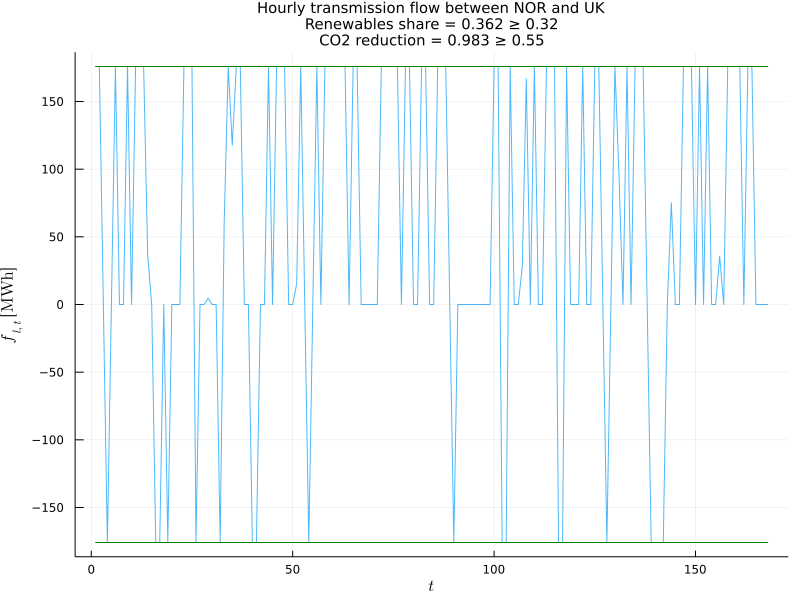 Hourly transmission flow between NOR and UK
Renewables share = 0.362 ≥ 0.32
CO2 reduction = 0.983 ≥ 0.55
150
100
50
0
−50
−100
−150
f_{l,t} [MWh]
0
50
100
150
t